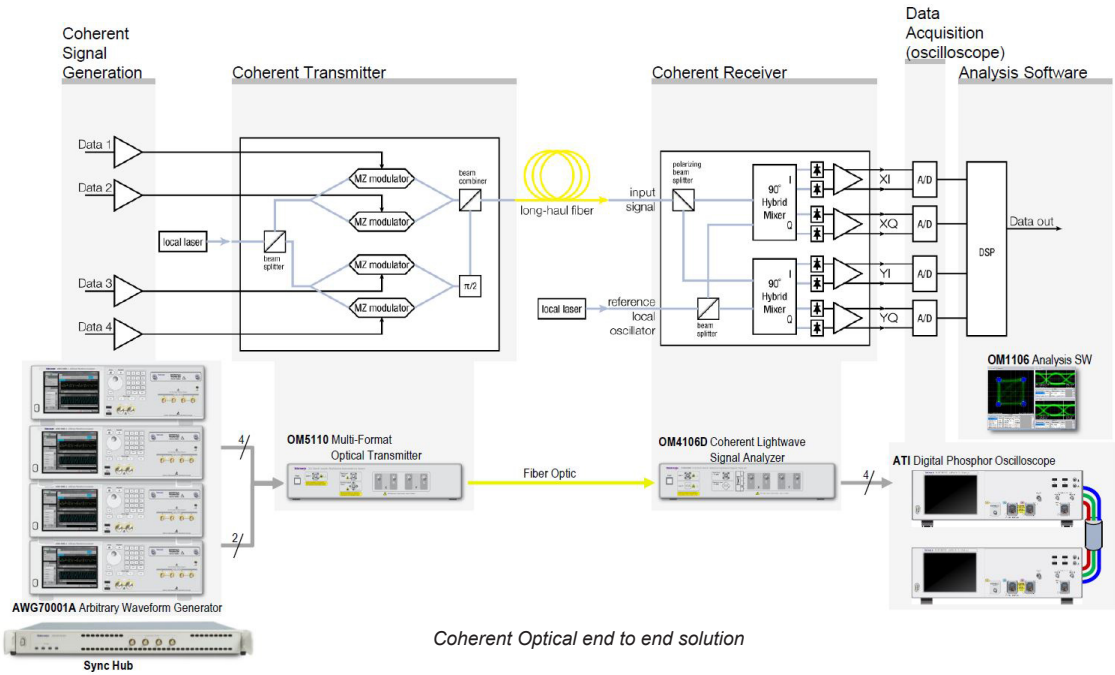 Coherent
Signal
Generation
Coherent Transmitter
Coherent Receiver
Data
Acquisition
(oscilloscope)
Analysis Software
Data 1
Data 2
Data 3
Data 4
local laser
beam
splitter
MZ modulator
MZ modulator
MZ modulator
MZ modulator
beam
combiner
π/2
long-haul fiber
input
signal
polerizing
beam
splitter
local laser
reference
local
oscillator
beam
splitter
I
90°
Hybrid
Mixer
Q
I
90°
Hybrid
Mixer
Q
XI
XQ
YI
YQ
A/D
A/D
A/D
A/D
DSP
Data out
OM1106 Analysis SW
4
2
OM5110 Multi-Format
Optical Transmitter
Fiber Optic
OM4106D Coherent Lightwave
Signal Analyzer
4
ATI Digital Phosphor Oscilloscope
AWG70001A Arbitrary Waveform Generator
Sync Hub
Coherent Optical end to end solution